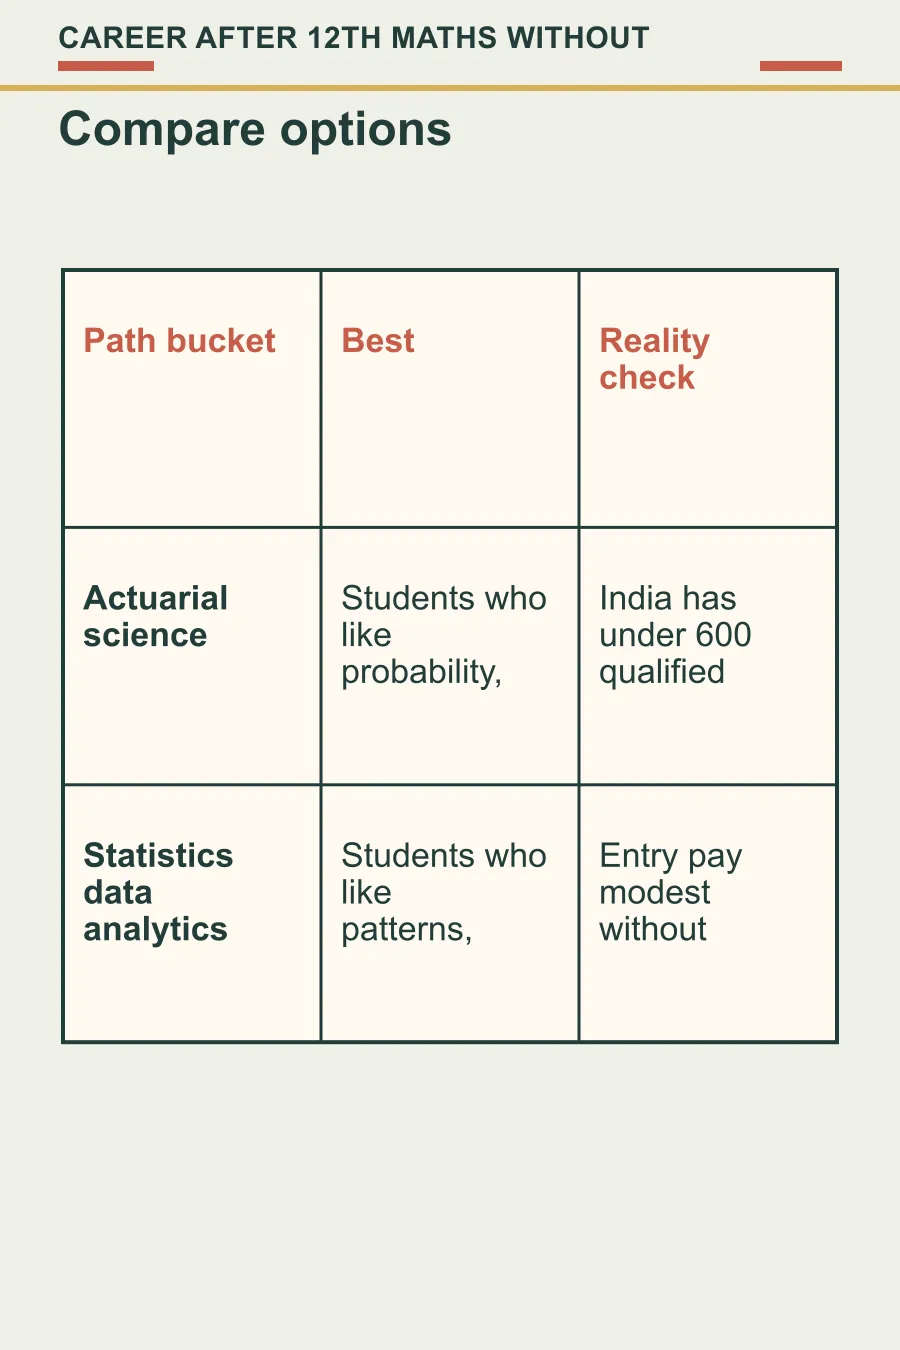 CAREER AFTER 12TH MATHS WITHOUT
Compare options
Path bucket
Best
Reality
check
Actuarial
science
Students who
like
probability,
India has
under 600
qualified
Statistics
data
analytics
Students who
like
patterns,
Entry pay
modest
without